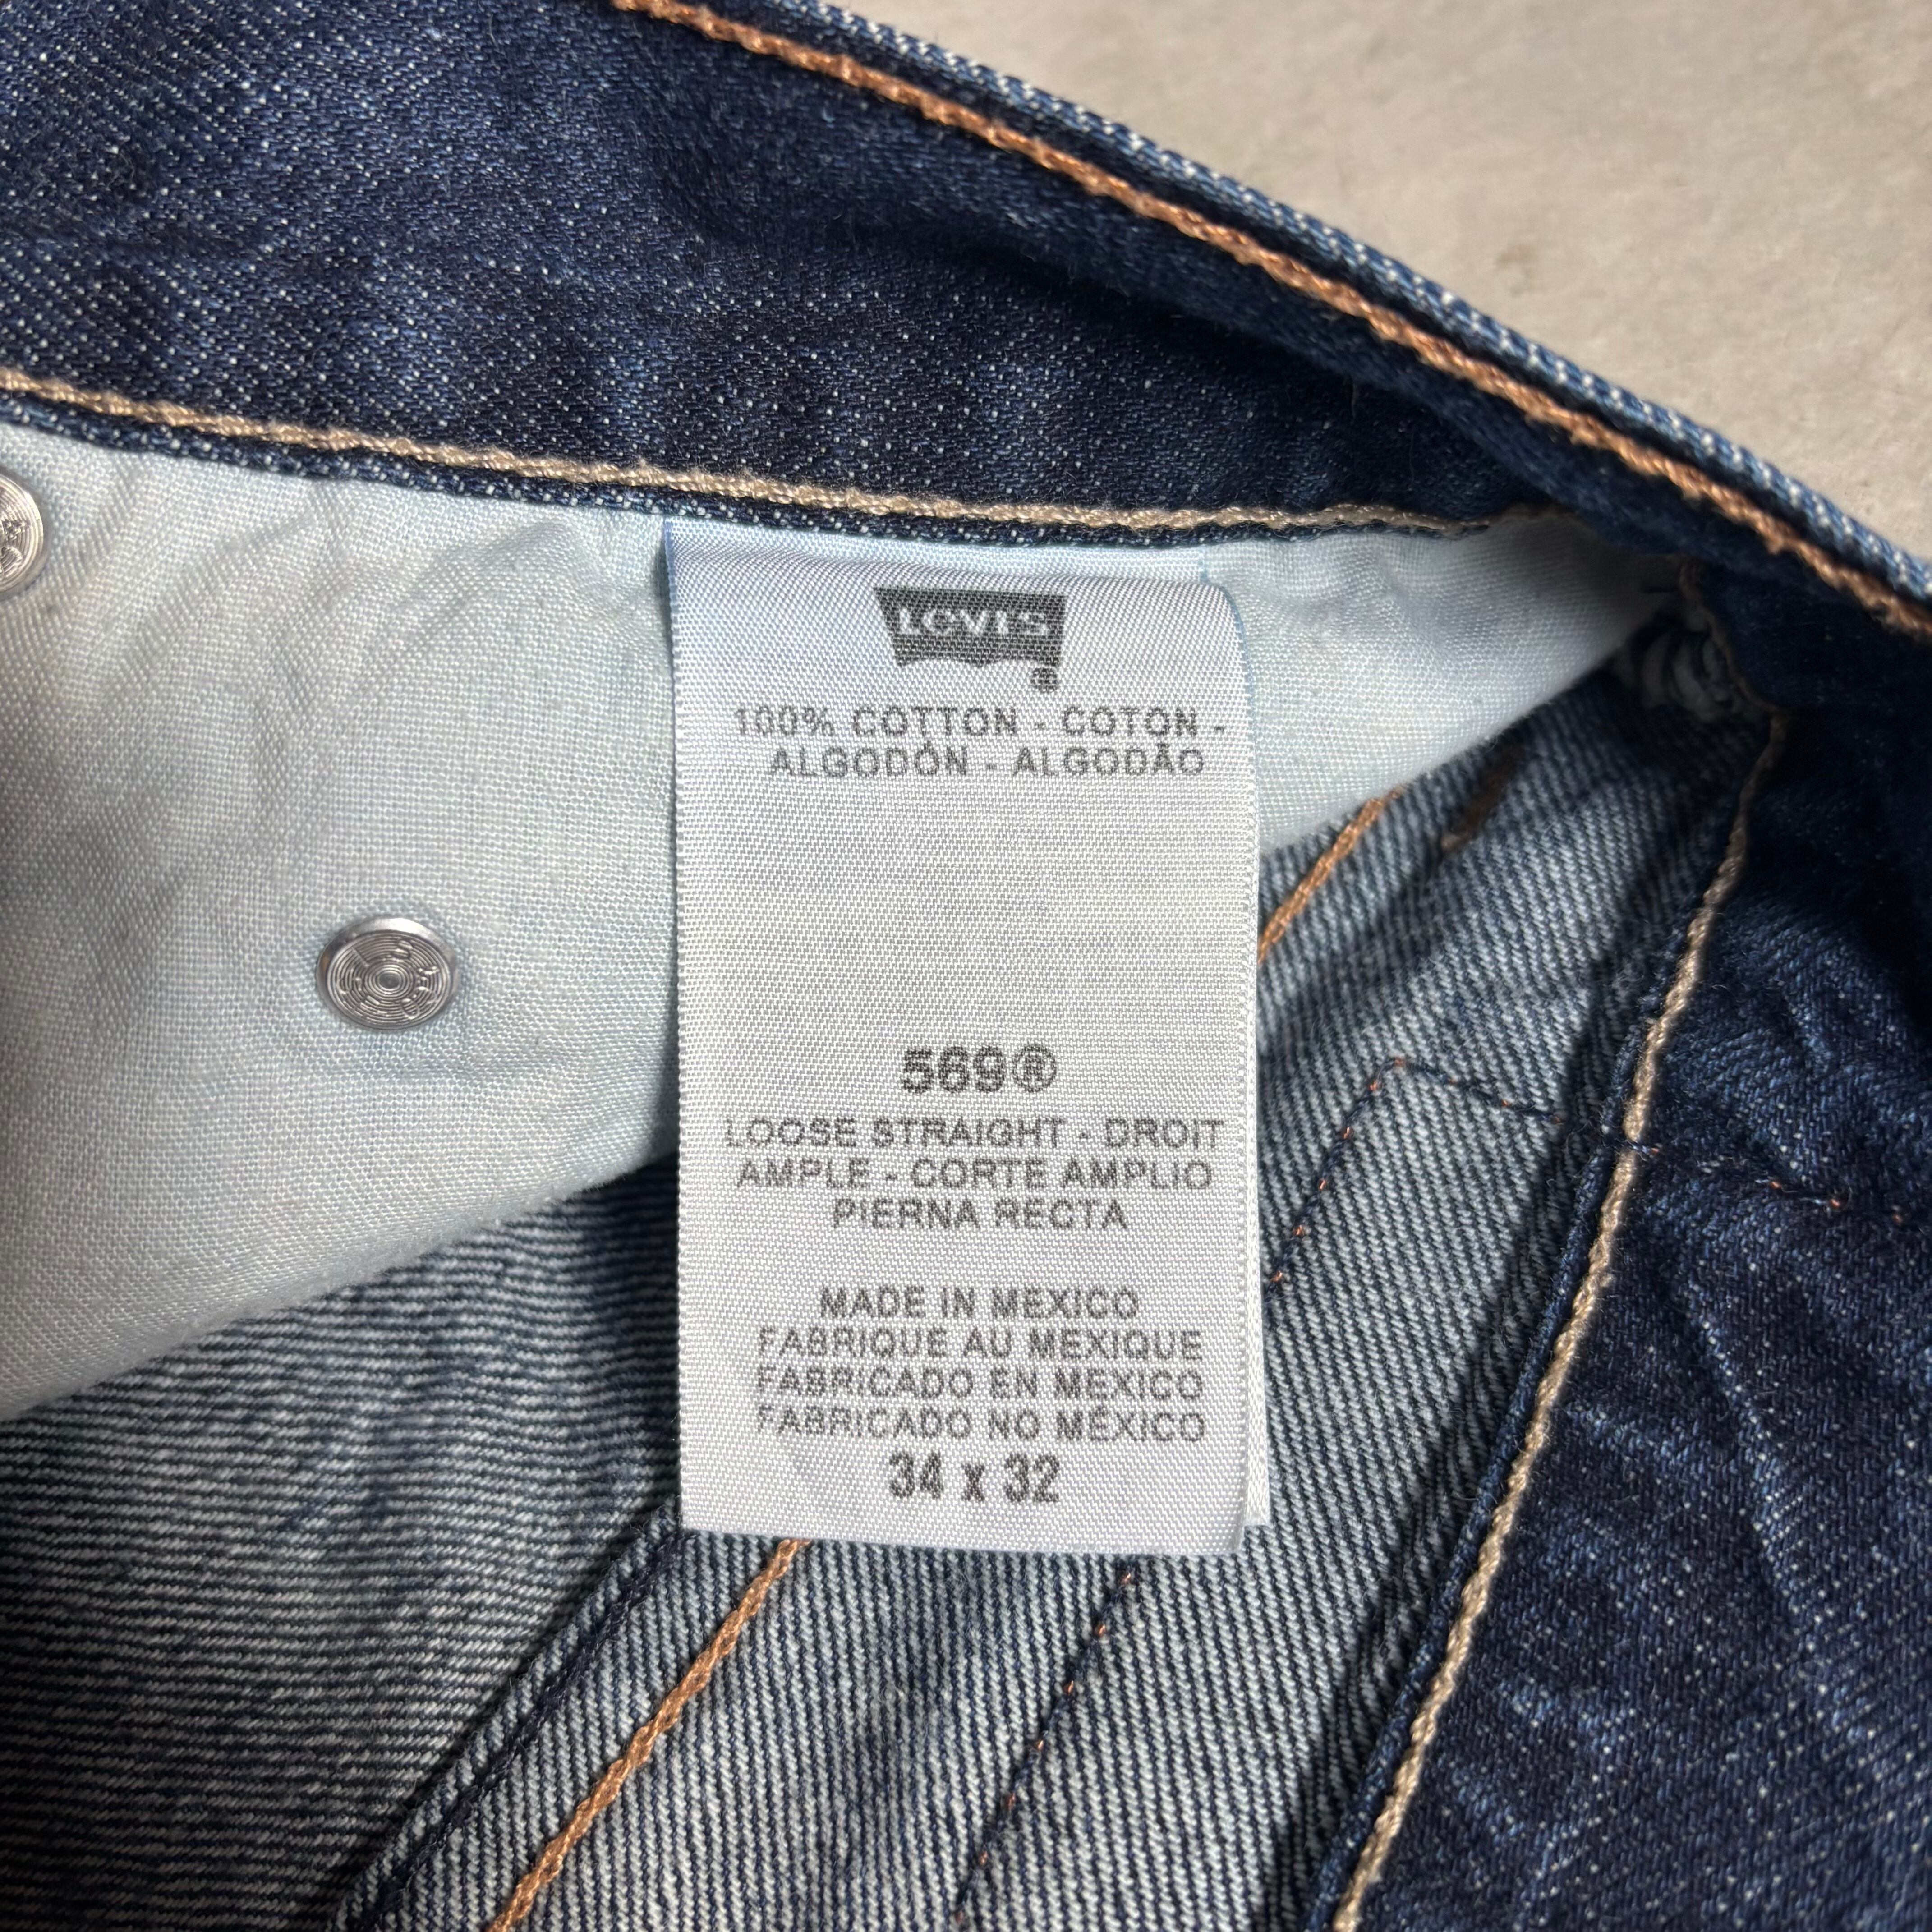 LEVI'S
®
100% COTTON - COTON -
ALGODÓN - ALGODÃO
569®
LOOSE STRAIGHT - DROIT
AMPLE - CORTE AMPLIO
PIERNA RECTA
MADE IN MEXICO
FABRIQUE AU MEXIQUE
FABRICADO EN MEXICO
FABRICADO NO MÉXICO
34 x 32